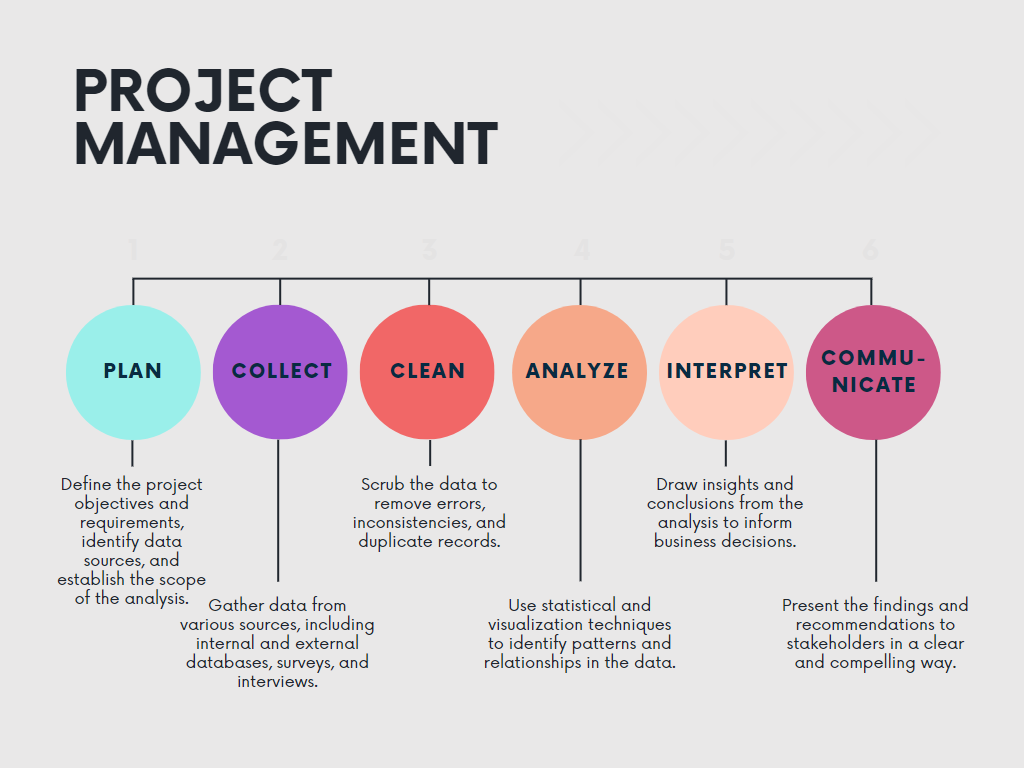 PROJECT
MANAGEMENT
1 2 3 4 5 6
PLAN
COLLECT
CLEAN
ANALYZE
INTERPRET
COMMU-
NICATE
Define the project
objectives and
requirements,
identify data
sources, and
establish the scope
of the analysis.
Gather data from
various sources, including
internal and external
databases, surveys, and
interviews.
Scrub the data to
remove errors,
inconsistencies, and
duplicate records.
Use statistical and
visualization techniques
to identify patterns and
relationships in the data.
Draw insights and
conclusions from the
analysis to inform
business decisions.
Present the findings and
recommendations to
stakeholders in a clear
and compelling way.